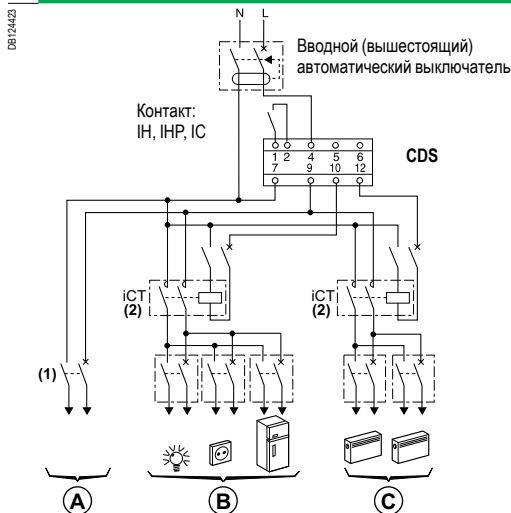 DB124423
N L
Вводной (вышестоящий)
автоматический выключатель
Контакт:
IH, IHP, IC
CDS
1 2 4 5 6
7 9 10 12
iCT
(2)
iCT
(2)
(1)
A B C